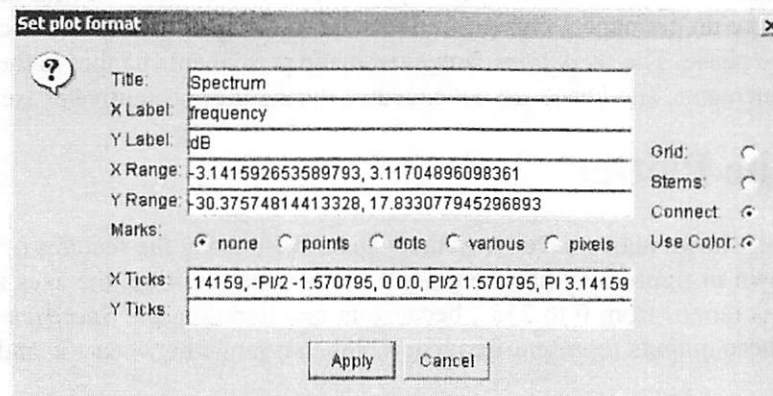 Set plot format
Title: Spectrum
X Label: frequency
Y Label: dB
X Range: -3.141592653589793, 3.11704896098361
Y Range: -30.37574814413328, 17.833077945296893
Marks:
none points dots various pixels
X Ticks: .14159, -PI/2 -1.570795, 0 0.0, PI/2 1.570795, PI 3.14159
Y Ticks:
Grid:
Stems:
Connect:
Use Color:
Apply Cancel